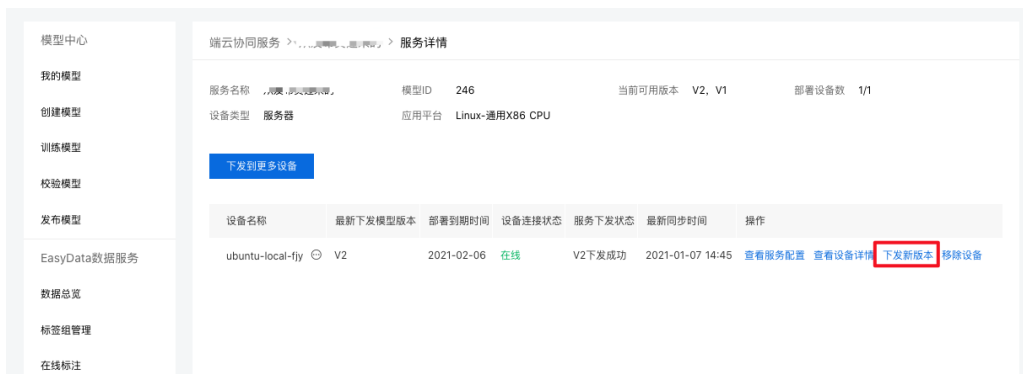 模型中心
我的模型
创建模型
训练模型
校验模型
发布模型
EasyData数据服务
数据总览
标签组管理
在线标注
端云协同服务 > > 服务详情
服务名称 模型ID 246 当前可用版本 V2, V1 部署设备数 1/1
设备类型 服务器 应用平台 Linux-通用X86 CPU
下发到更多设备
设备名称 最新下发模型版本 部署到期时间 设备连接状态 服务下发状态 最新同步时间 操作
ubuntu-local-fjy V2 2021-02-06 在线 V2下发成功 2021-01-07 14:45 查看服务配置 查看设备详情 下发新版本 移除设备